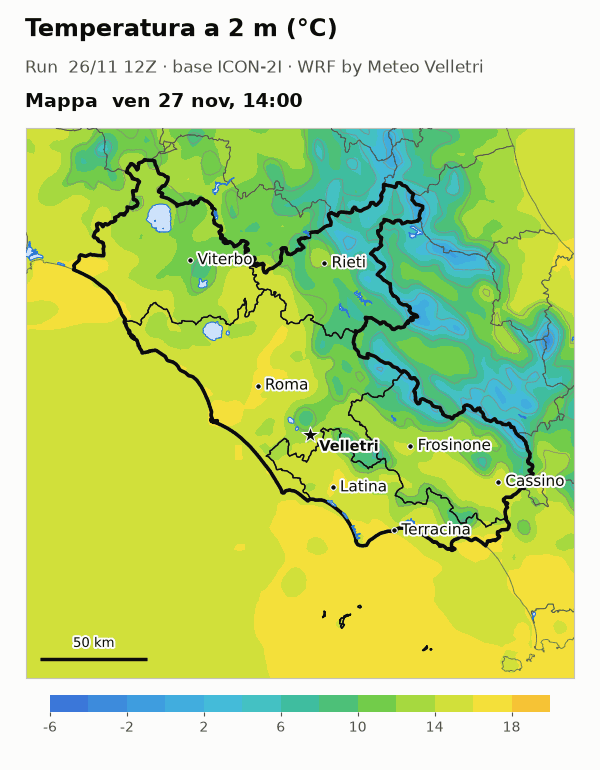 Temperatura a 2 m (°C)
Run  26/11 12Z · base ICON-2I · WRF by Meteo Velletri
Mappa  ven 27 nov, 14:00
Viterbo
Rieti
Roma
Velletri
Frosinone
Latina
Cassino
Terracina
50 km
-6 -2 2 6 10 14 18